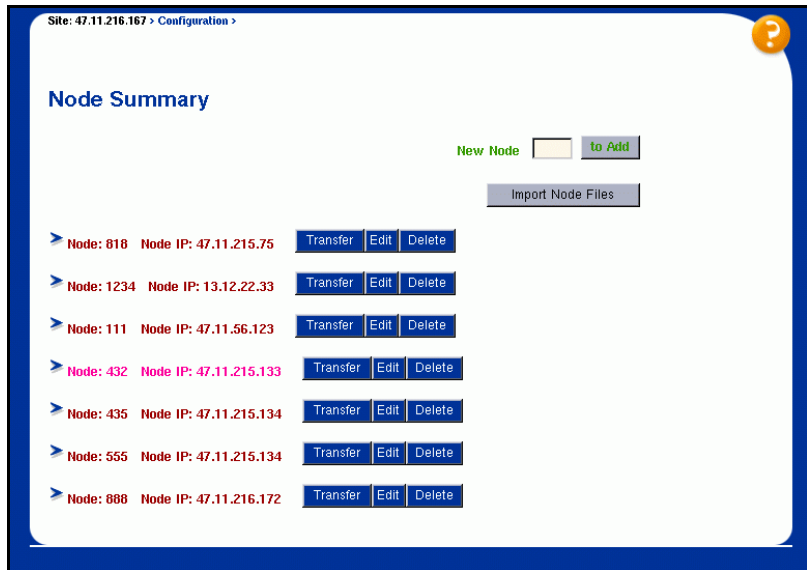 Site: 47.11.216.167 > Configuration >
?
Node Summary
New Node to Add
Import Node Files
Node: 818 Node IP: 47.11.215.75 Transfer Edit Delete
Node: 1234 Node IP: 13.12.22.33 Transfer Edit Delete
Node: 111 Node IP: 47.11.56.123 Transfer Edit Delete
Node: 432 Node IP: 47.11.215.133 Transfer Edit Delete
Node: 435 Node IP: 47.11.215.134 Transfer Edit Delete
Node: 555 Node IP: 47.11.215.134 Transfer Edit Delete
Node: 888 Node IP: 47.11.216.172 Transfer Edit Delete